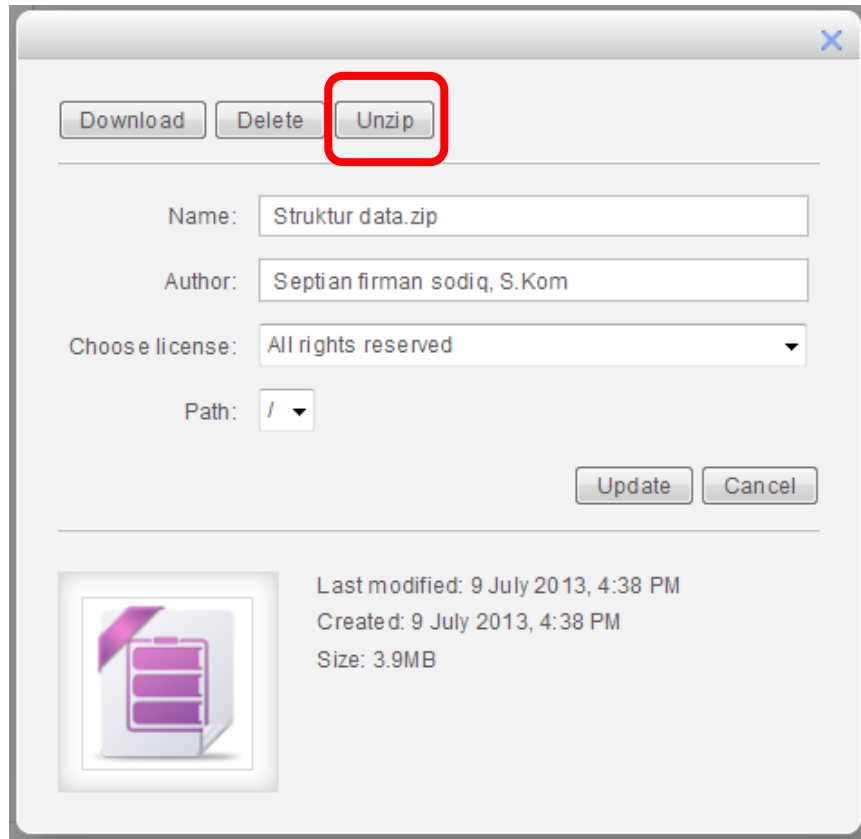 Download Delete Unzip
Name: Struktur data.zip
Author: Septian firman sodiq, S.Kom
Choose license: All rights reserved
Path: /
Update Cancel
Last modified: 9 July 2013, 4:38 PM
Created: 9 July 2013, 4:38 PM
Size: 3.9MB